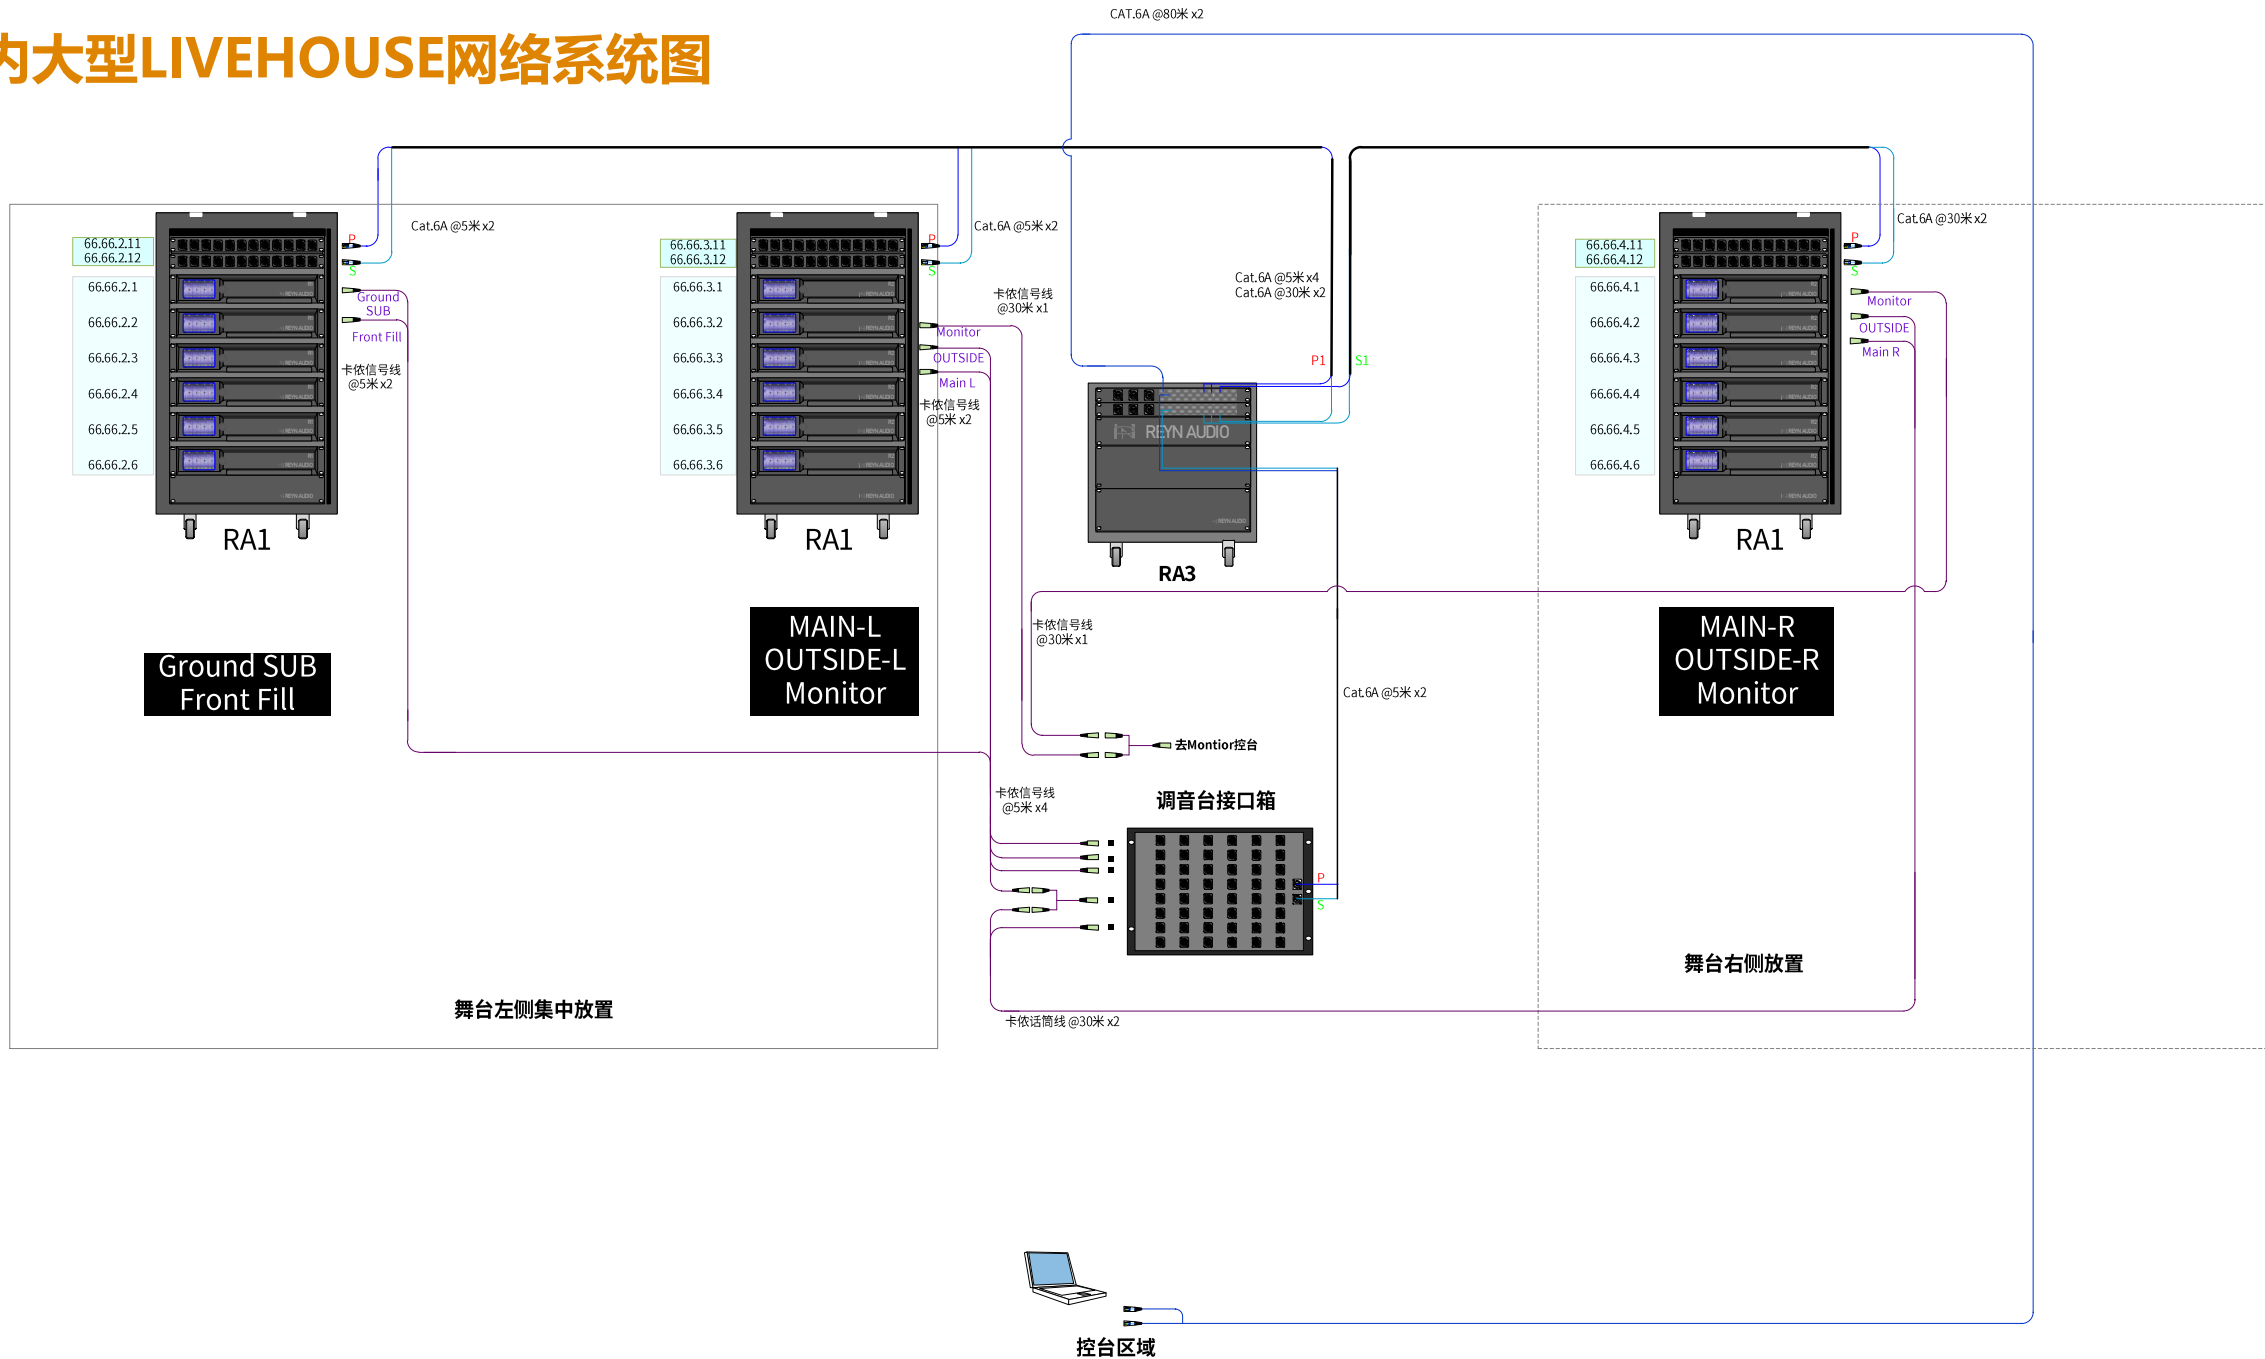 CAT.6A @80米 x2
内大型LIVEHOUSE网络系统图
Cat.6A @5米 x2
Cat.6A @5米 x2
Cat.6A @30米 x2
66.66.2.11
66.66.2.12
P
S
66.66.2.1
66.66.2.2
66.66.2.3
66.66.2.4
66.66.2.5
66.66.2.6
Ground
SUB
Front Fill
卡侬信号线
@5米 x2
RA1
Ground SUB
Front Fill
66.66.3.11
66.66.3.12
P
S
66.66.3.1
66.66.3.2
66.66.3.3
66.66.3.4
66.66.3.5
66.66.3.6
Monitor
OUTSIDE
Main L
卡侬信号线
@5米 x2
卡侬信号线
@30米 x1
RA1
MAIN-L
OUTSIDE-L
Monitor
Cat.6A @5米 x4
Cat.6A @30米 x2
P1
S1
REYN AUDIO
RA3
66.66.4.11
66.66.4.12
P
S
66.66.4.1
66.66.4.2
66.66.4.3
66.66.4.4
66.66.4.5
66.66.4.6
Monitor
OUTSIDE
Main R
RA1
MAIN-R
OUTSIDE-R
Monitor
卡侬信号线
@30米 x1
Cat.6A @5米 x2
去Montior控台
卡侬信号线
@5米 x4
调音台接口箱
P
S
舞台左侧集中放置
舞台右侧放置
卡侬话筒线 @30米 x2
控台区域